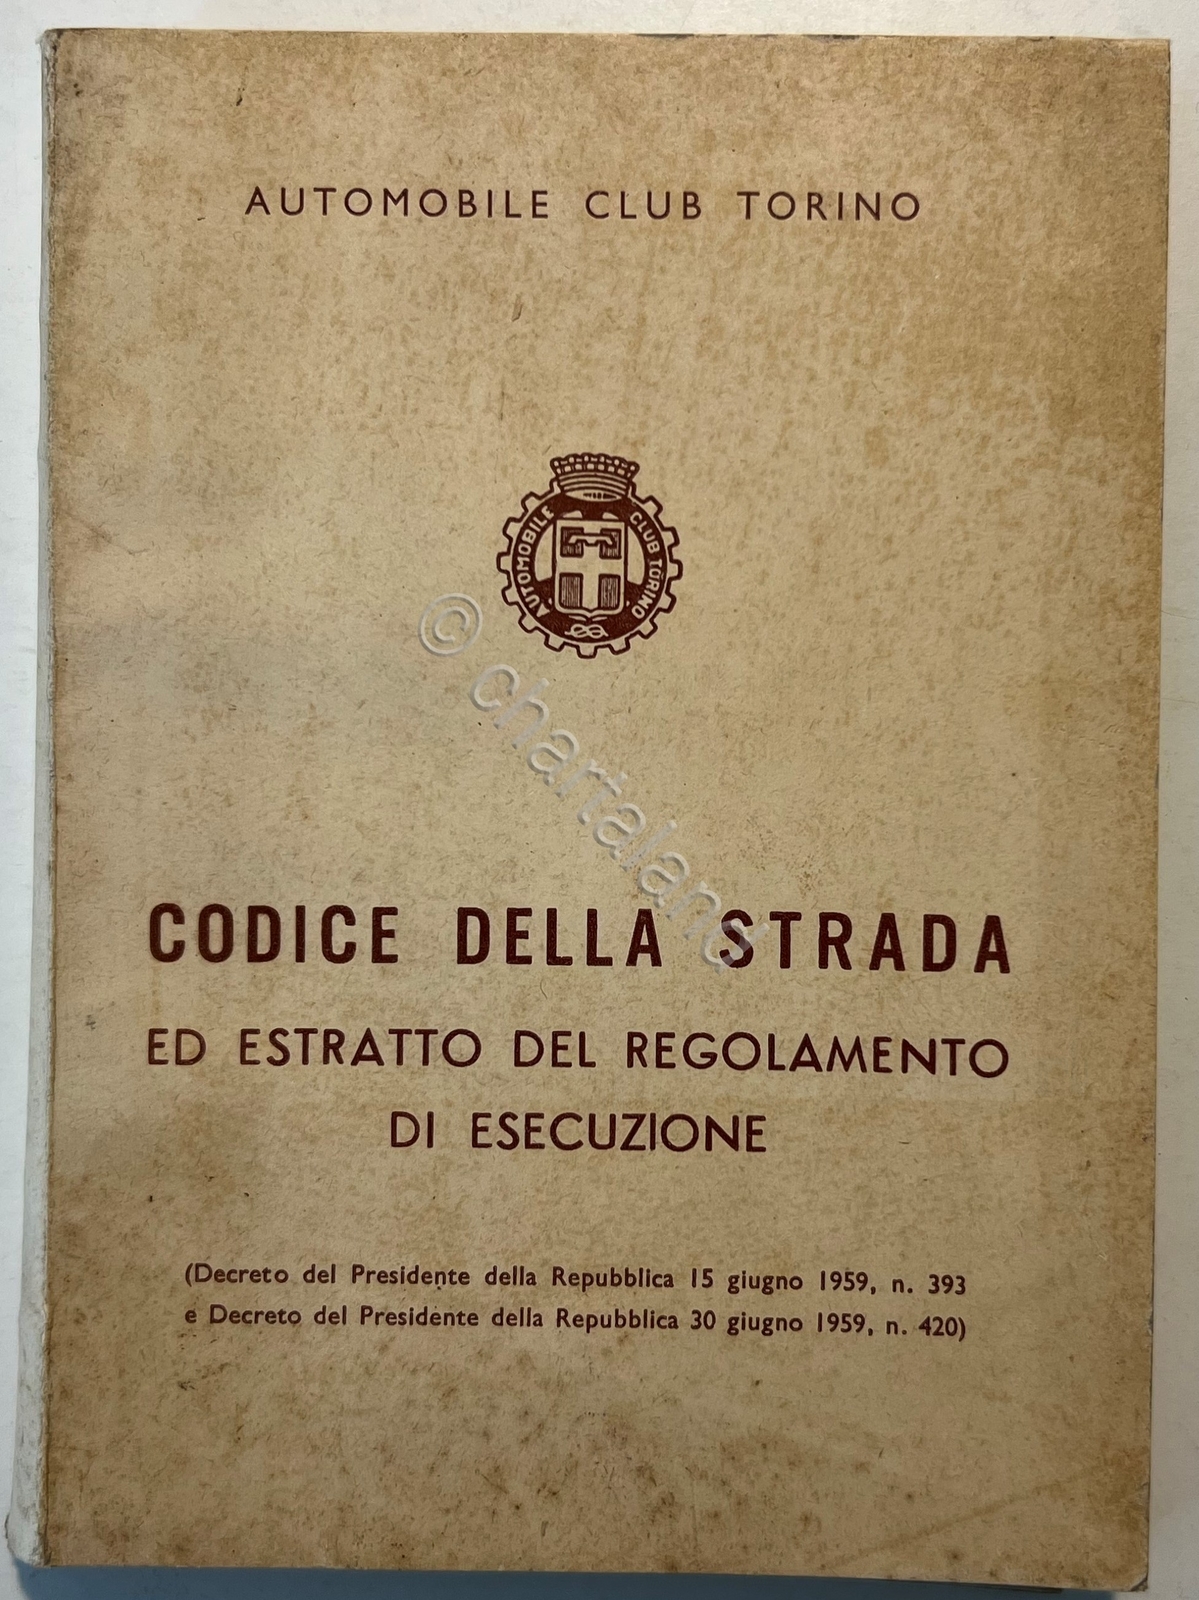 AUTOMOBILE CLUB TORINO
AUTOMOBILE CLUB TORINO
© chartaland
CODICE DELLA STRADA
ED ESTRATTO DEL REGOLAMENTO
DI ESECUZIONE
(Decreto del Presidente della Repubblica 15 giugno 1959, n. 393
e Decreto del Presidente della Repubblica 30 giugno 1959, n. 420)